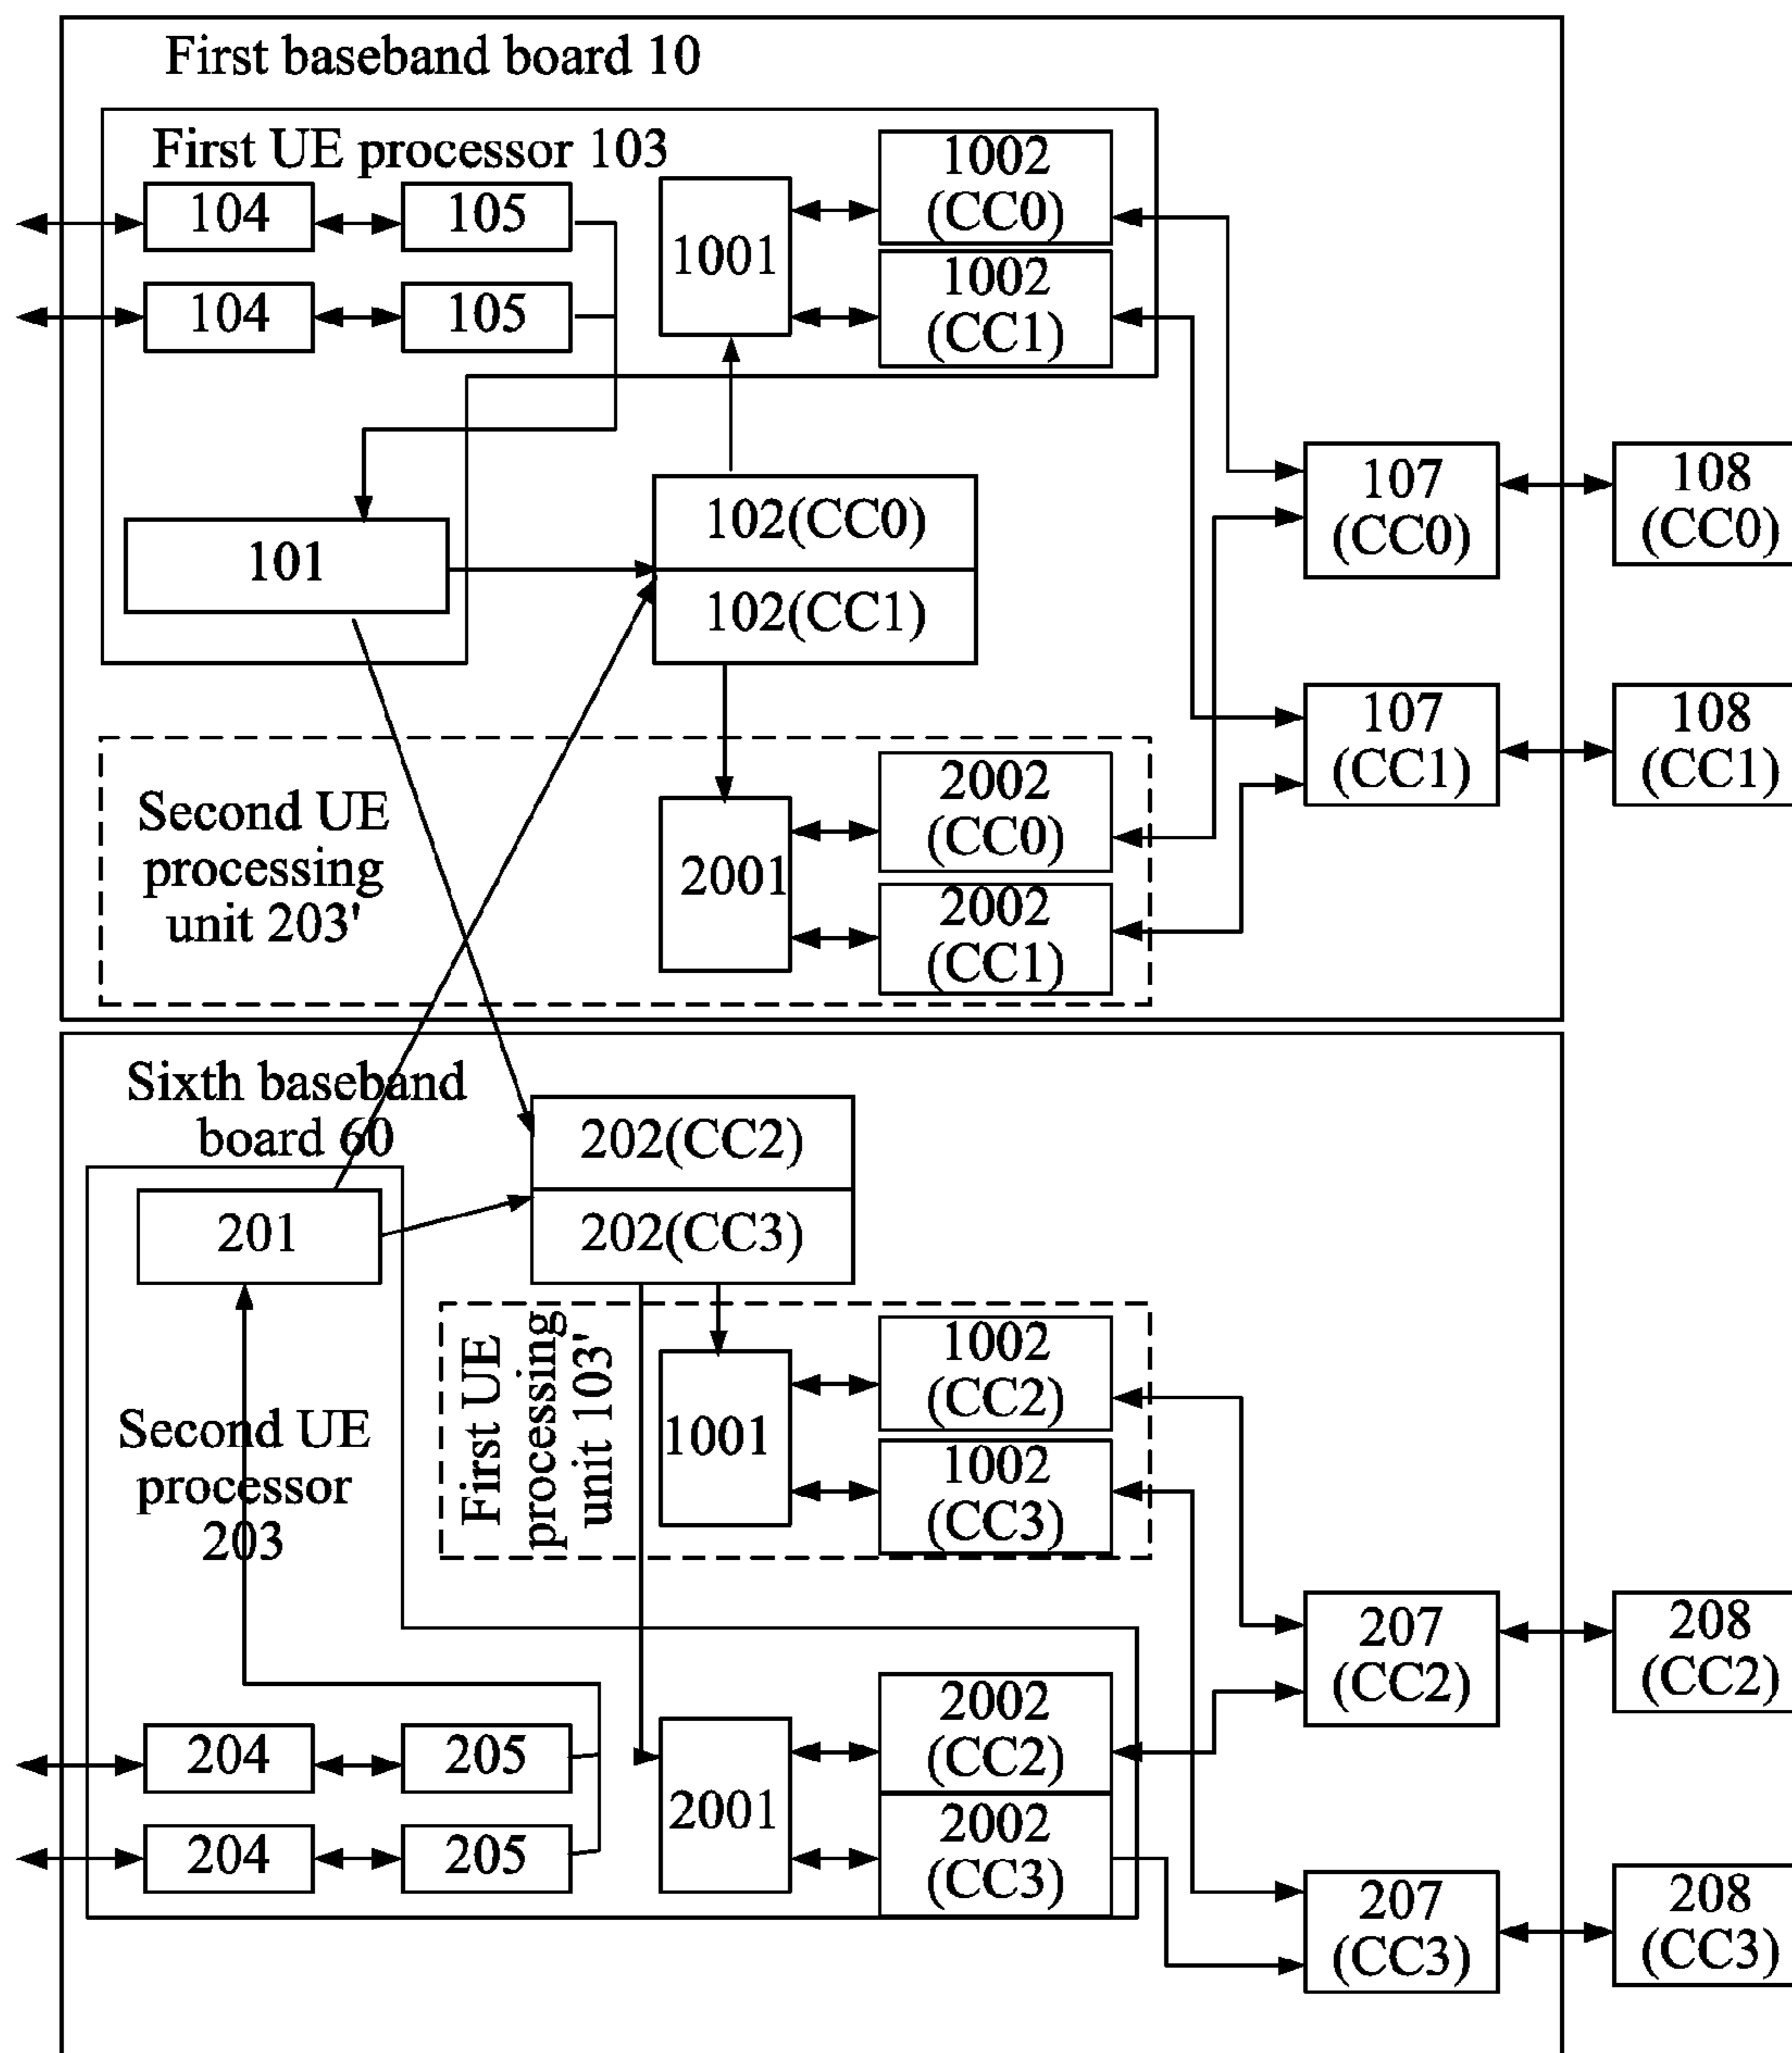 First baseband board 10
First UE processor 103
104
105
104
105
1001
1002
(CC0)
1002
(CC1)
101
102(CC0)
102(CC1)
107
(CC0)
108
(CC0)
107
(CC1)
108
(CC1)
Second UE
processing
unit 203'
2001
2002
(CC0)
2002
(CC1)
Sixth baseband
board 60
201
202(CC2)
202(CC3)
First UE
processing
unit 103'
1001
1002
(CC2)
1002
(CC3)
Second UE
processor
203
204
205
204
205
2001
2002
(CC2)
2002
(CC3)
207
(CC2)
208
(CC2)
207
(CC3)
208
(CC3)